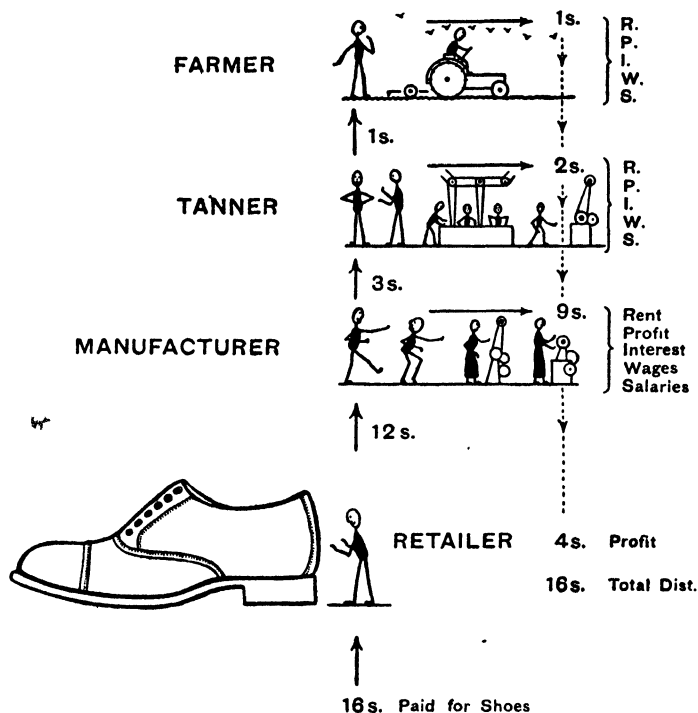 1s.
R.
P.
I.
W.
S.
FARMER
1s.
2s.
R.
P.
I.
W.
S.
TANNER
3s.
9s.
Rent
Profit
Interest
Wages
Salaries
MANUFACTURER
12s.
RETAILER 4s. Profit
16s. Total Dist.
16s. Paid for Shoes